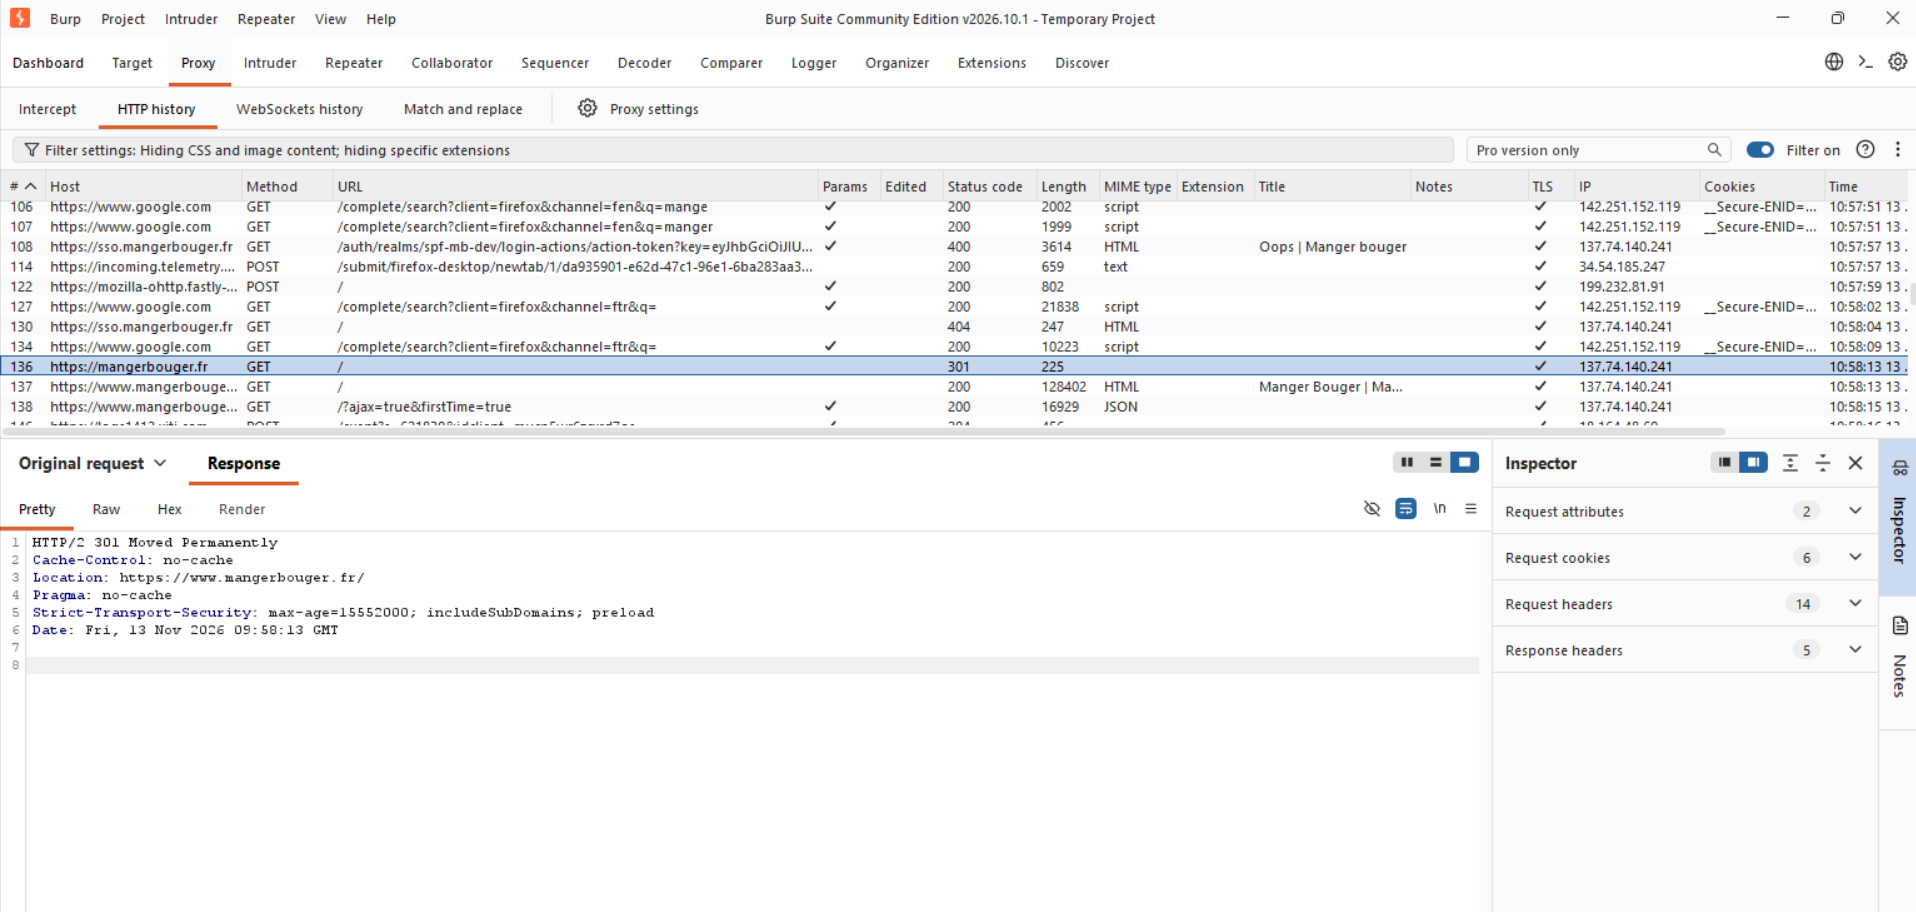 Burp Project Intruder Repeater View Help Burp Suite Community Edition v2026.10.1 - Temporary Project
Dashboard Target Proxy Intruder Repeater Collaborator Sequencer Decoder Comparer Logger Organizer Extensions Discover
Intercept HTTP history WebSockets history Match and replace Proxy settings
Filter settings: Hiding CSS and image content; hiding specific extensions Pro version only Filter on
# Host Method URL Params Edited Status code Length MIME type Extension Title Notes TLS IP Cookies Time
106 https://www.google.com GET /complete/search?client=firefox&channel=fen&q=mange ✓ 200 2002 script ✓ 142.251.152.119 __Secure-ENID=... 10:57:51 13 .
107 https://www.google.com GET /complete/search?client=firefox&channel=fen&q=manger ✓ 200 1999 script ✓ 142.251.152.119 __Secure-ENID=... 10:57:51 13 .
108 https://sso.mangerbouger.fr GET /auth/realms/spf-mb-dev/login-actions/action-token?key=eyJhbGciOiJIU... ✓ 400 3614 HTML Oops | Manger bouger ✓ 137.74.140.241 10:57:57 13 .
114 https://incoming.telemetry.... POST /submit/firefox-desktop/newtab/1/da935901-e62d-47c1-96e1-6ba283aa3... 200 659 text ✓ 34.54.185.247 10:57:57 13 .
122 https://mozilla-ohttp.fastly-... POST / ✓ 200 802 ✓ 199.232.81.91 10:57:59 13 .
127 https://www.google.com GET /complete/search?client=firefox&channel=ftr&q= ✓ 200 21838 script ✓ 142.251.152.119 __Secure-ENID=... 10:58:02 13 .
130 https://sso.mangerbouger.fr GET / 404 247 HTML ✓ 137.74.140.241 10:58:04 13 .
134 https://www.google.com GET /complete/search?client=firefox&channel=ftr&q= ✓ 200 10223 script ✓ 142.251.152.119 __Secure-ENID=... 10:58:09 13 .
136 https://mangerbouger.fr GET / 301 225 ✓ 137.74.140.241 10:58:13 13 .
137 https://www.mangerbouge... GET / 200 128402 HTML Manger Bouger | Ma... ✓ 137.74.140.241 10:58:13 13 .
138 https://www.mangerbouge... GET /?ajax=true&firstTime=true ✓ 200 16929 JSON ✓ 137.74.140.241 10:58:15 13 .
Original request Response Inspector
Pretty Raw Hex Render \n
1 HTTP/2 301 Moved Permanently
2 Cache-Control: no-cache
3 Location: https://www.mangerbouger.fr/
4 Pragma: no-cache
5 Strict-Transport-Security: max-age=15552000; includeSubDomains; preload
6 Date: Fri, 13 Nov 2026 09:58:13 GMT
7
8
Request attributes 2
Request cookies 6
Request headers 14
Response headers 5
Inspector
Notes